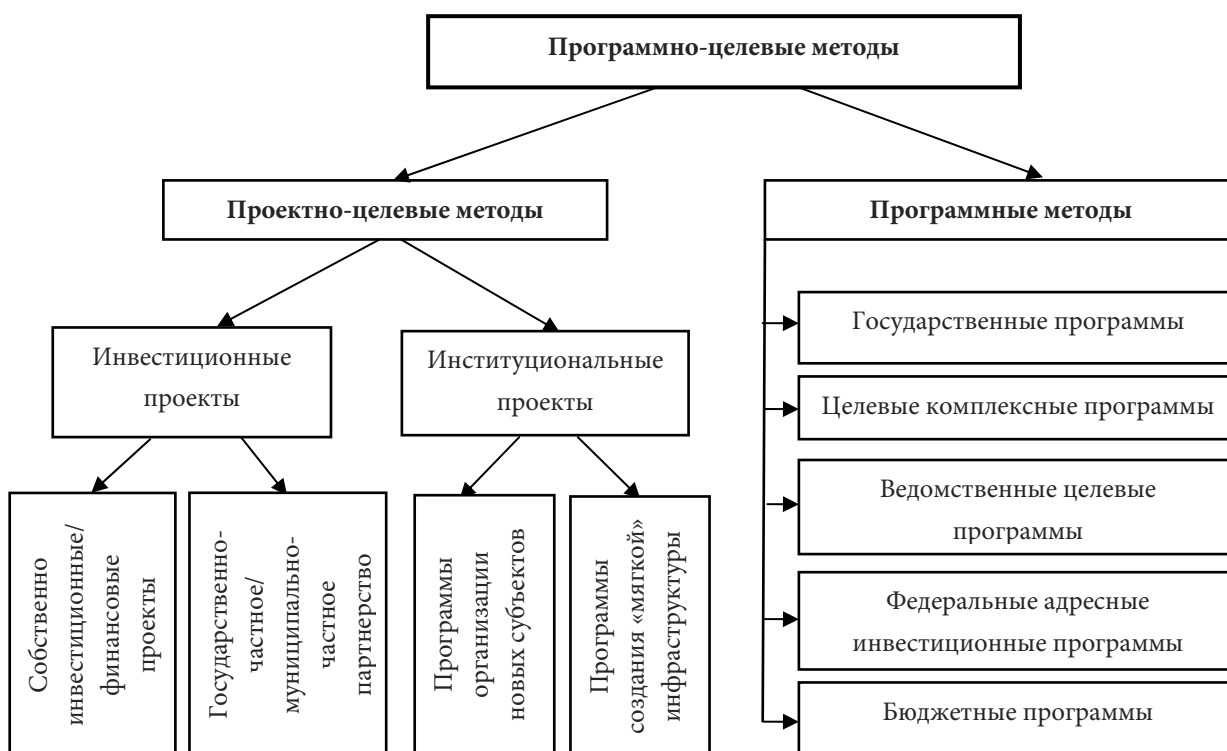 Программно-целевые методы
Проектно-целевые методы
Программные методы
Инвестиционные
проекты
Институциональные
проекты
Собственно
инвестиционные/
финансовые
проекты
Государственно-
частное/
муниципально-
частное
партнерство
Программы
организации
новых субъектов
Программы
создания «мягкой»
инфраструктуры
Государственные программы
Целевые комплексные программы
Ведомственные целевые
программы
Федеральные адресные
инвестиционные программы
Бюджетные программы